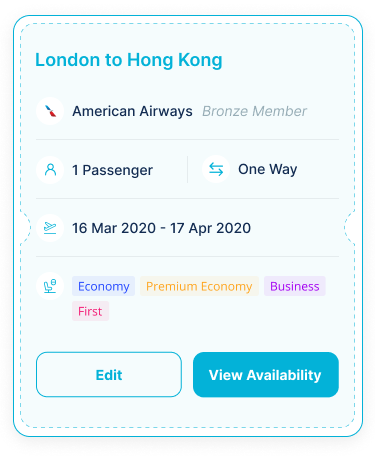 London to Hong Kong
American Airways Bronze Member
1 Passenger One Way
16 Mar 2020 - 17 Apr 2020
Economy Premium Economy Business
First
Edit View Availability